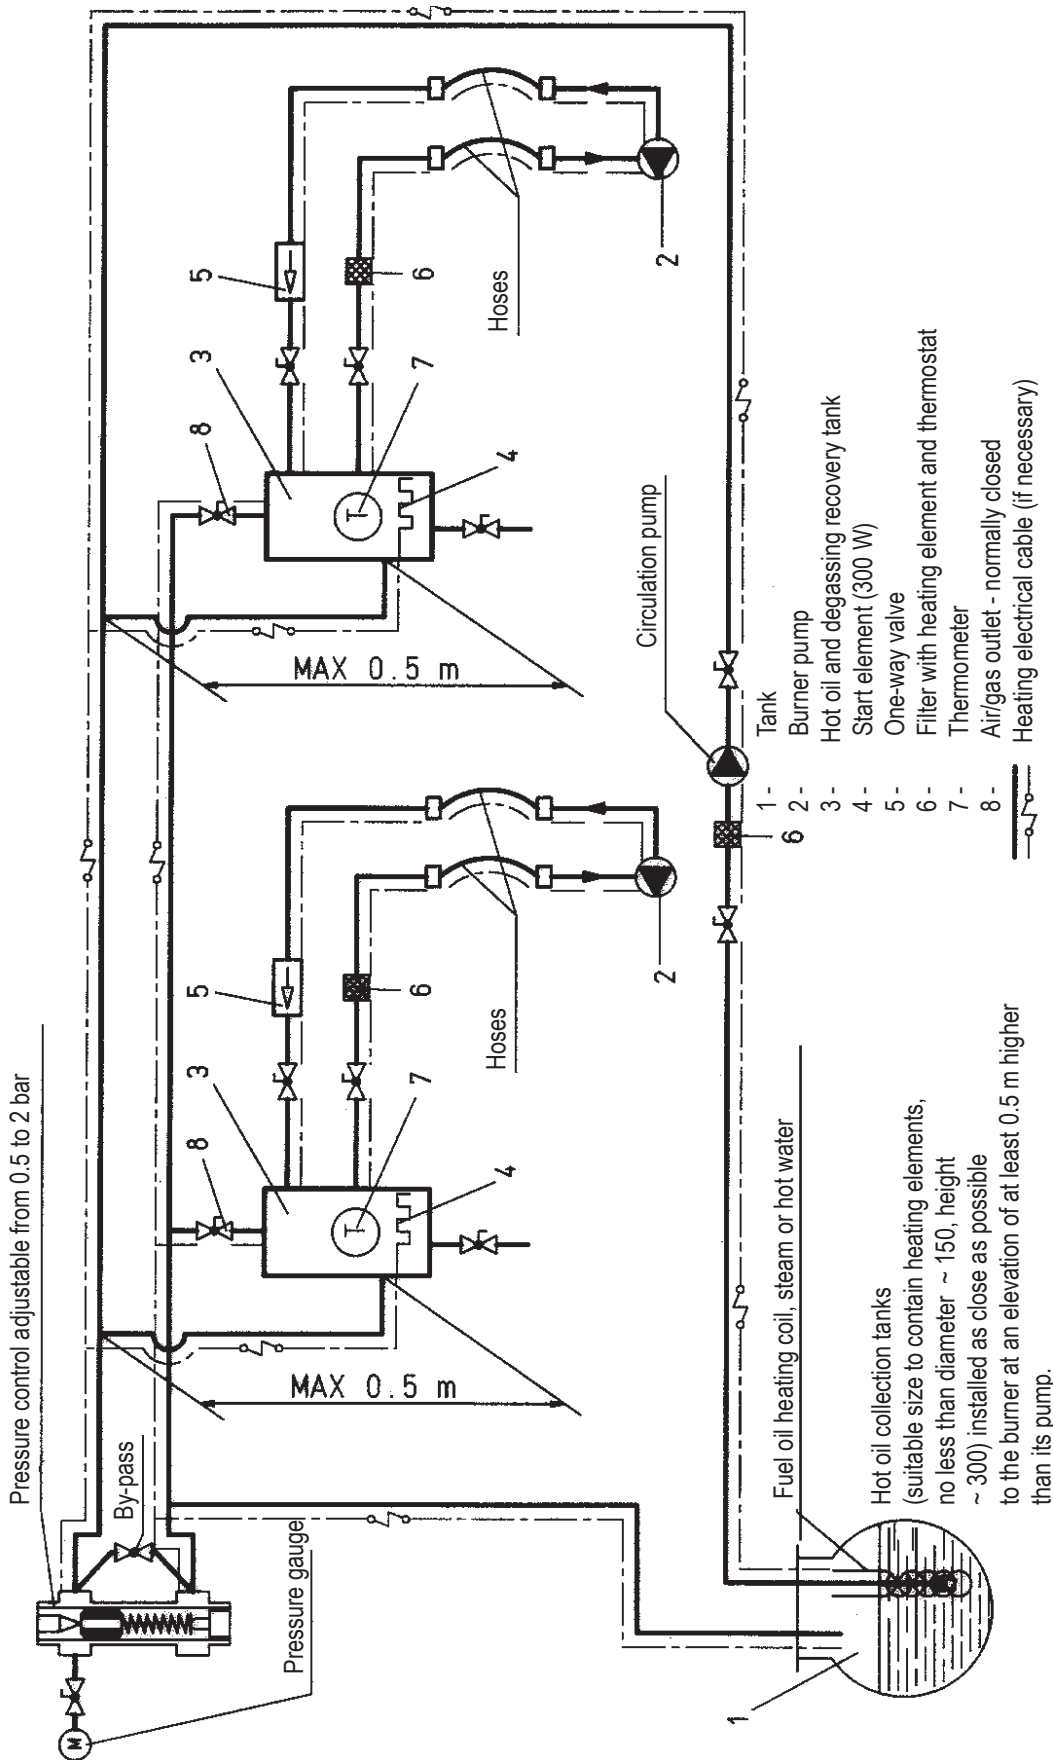 Pressure control adjustable from 0.5 to 2 bar
By-pass
Pressure gauge
M
8
3
5
7
6
4
T
MAX 0.5 m
Hoses
2
8
3
5
7
6
4
T
MAX 0.5 m
Hoses
2
Circulation pump
6
Fuel oil heating coil, steam or hot water
1
Hot oil collection tanks
(suitable size to contain heating elements,
no less than diameter ~ 150, height
~ 300) installed as close as possible
to the burner at an elevation of at least 0.5 m higher
than its pump.
1 - Tank
2 - Burner pump
3 - Hot oil and degassing recovery tank
4 - Start element (300 W)
5 - One-way valve
6 - Filter with heating element and thermostat
7 - Thermometer
8 - Air/gas outlet - normally closed
Heating electrical cable (if necessary)